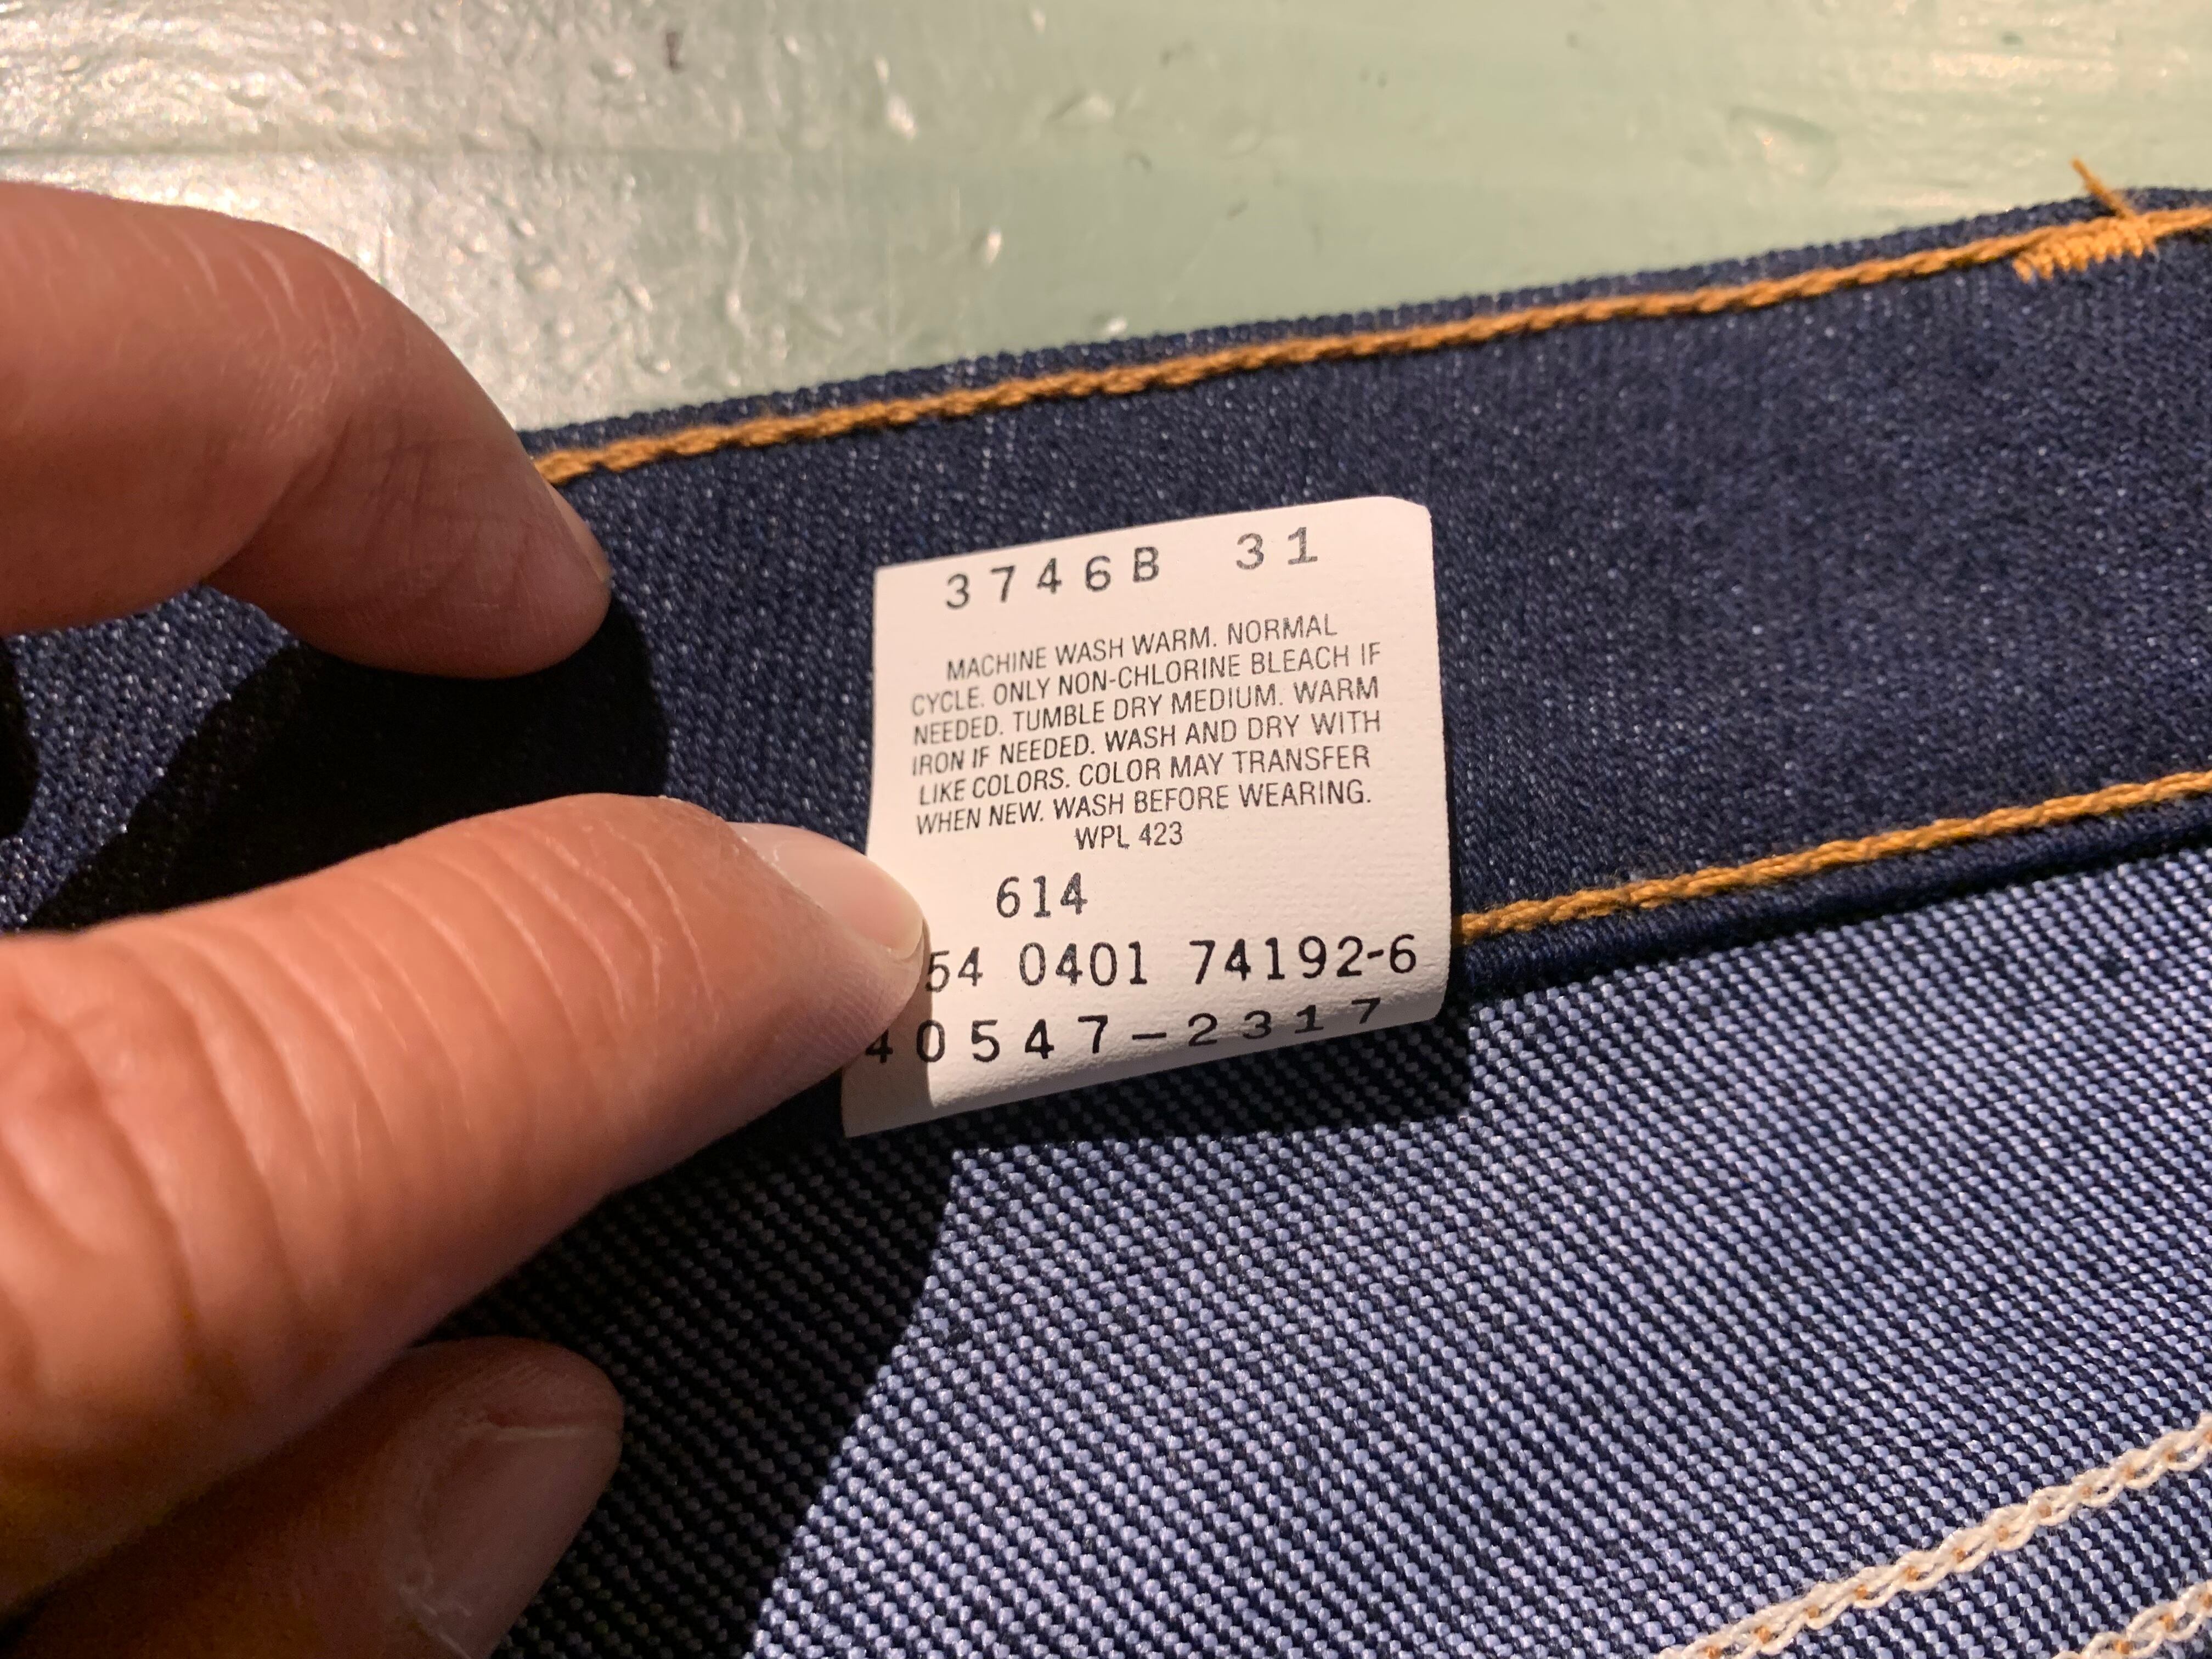 3746B 31
MACHINE WASH WARM. NORMAL
CYCLE. ONLY NON-CHLORINE BLEACH IF
NEEDED. TUMBLE DRY MEDIUM. WARM
IRON IF NEEDED. WASH AND DRY WITH
LIKE COLORS. COLOR MAY TRANSFER
WHEN NEW. WASH BEFORE WEARING.
WPL 423
614
54 0401 74192-6
40547-2317